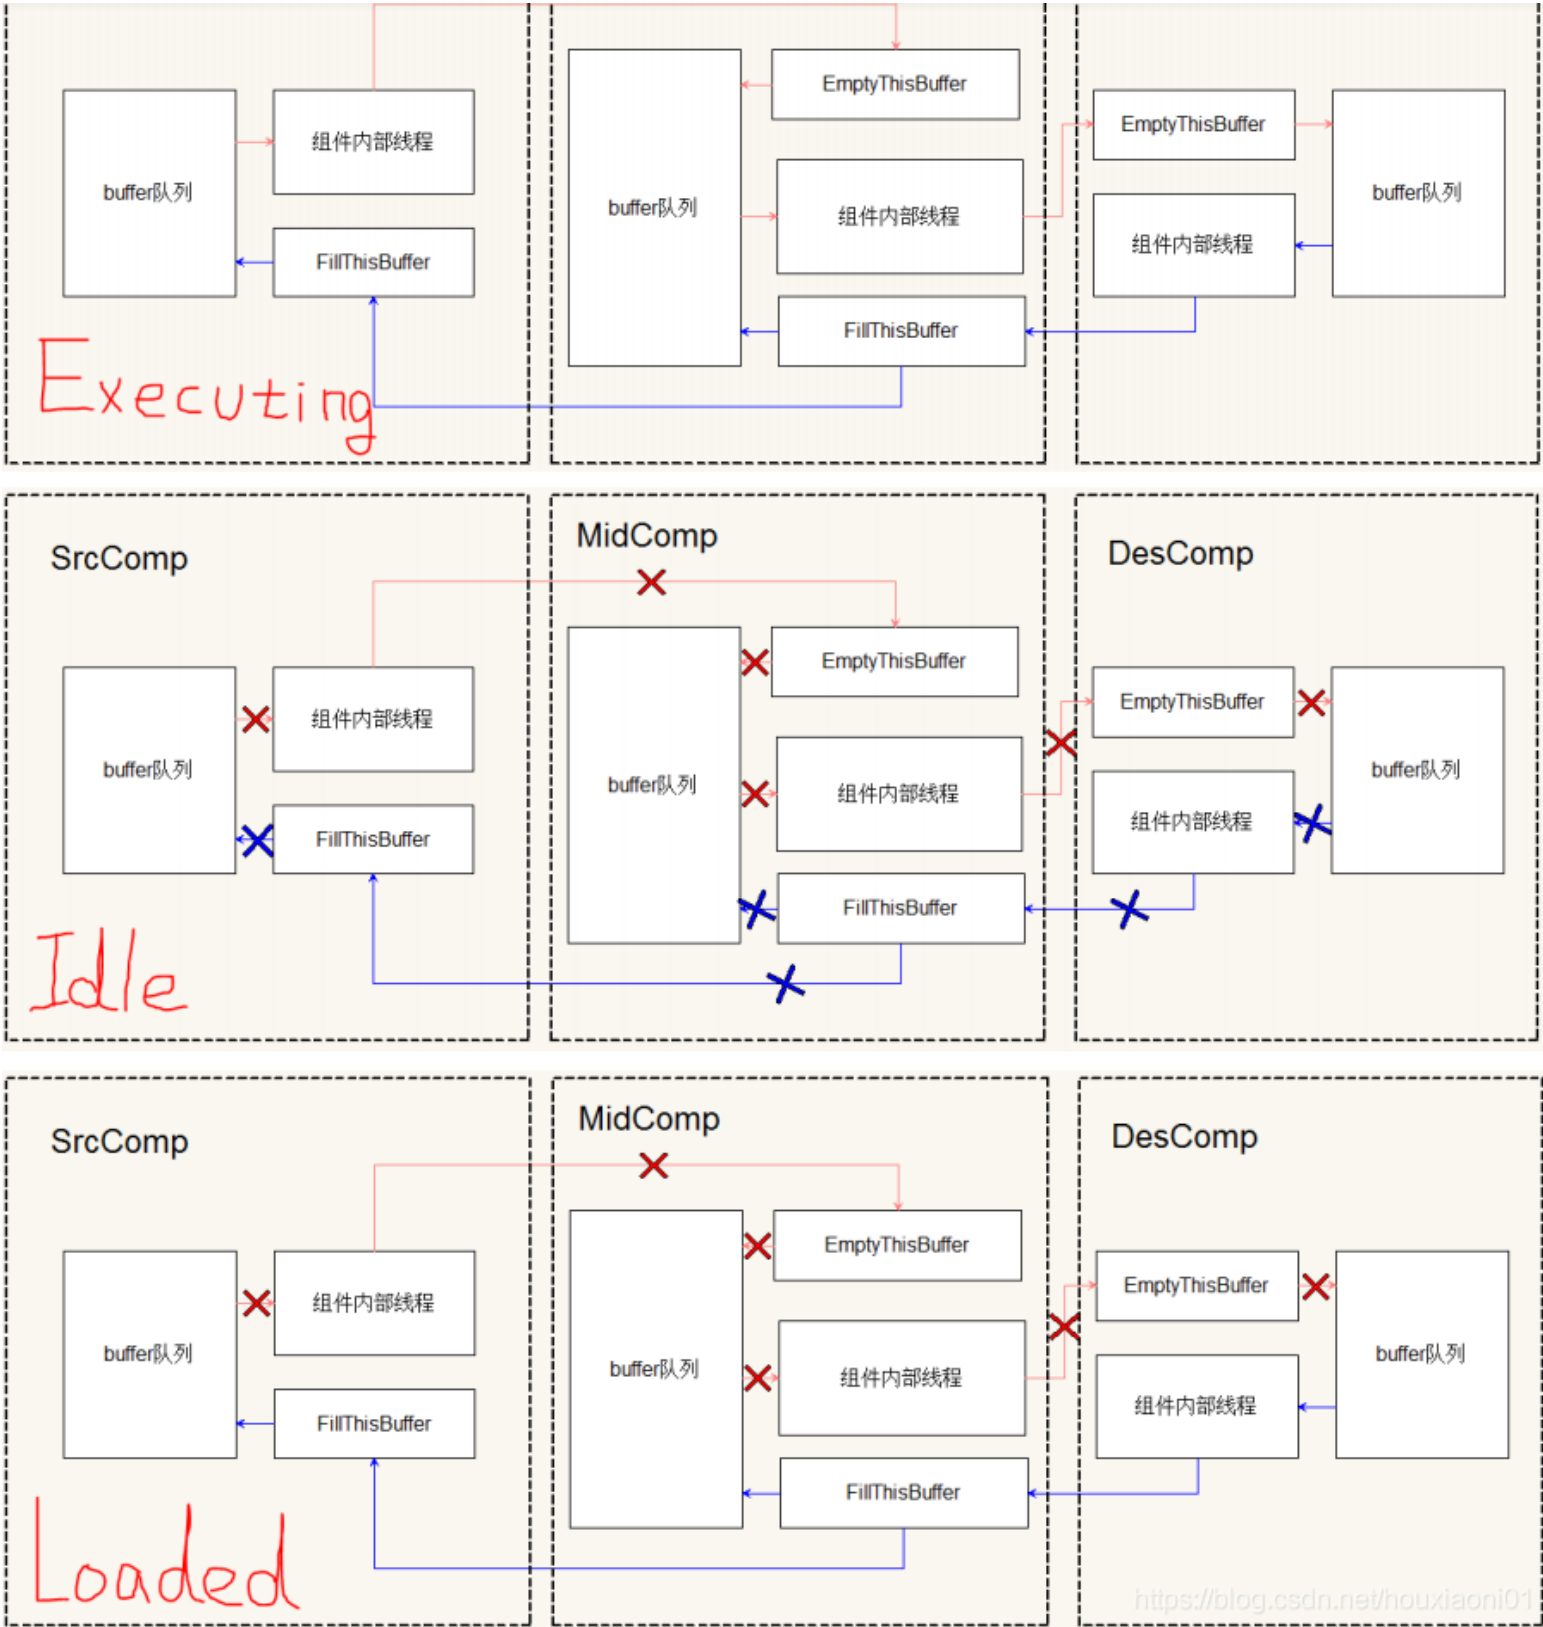 EmptyThisBuffer
buffer队列
组件内部线程
EmptyThisBuffer
buffer队列
buffer队列
组件内部线程
组件内部线程
FillThisBuffer
FillThisBuffer
Executing
SrcComp
MidComp
DesComp
EmptyThisBuffer
buffer队列
组件内部线程
EmptyThisBuffer
buffer队列
buffer队列
组件内部线程
组件内部线程
FillThisBuffer
FillThisBuffer
Idle
SrcComp
MidComp
DesComp
EmptyThisBuffer
buffer队列
组件内部线程
EmptyThisBuffer
buffer队列
buffer队列
组件内部线程
组件内部线程
FillThisBuffer
FillThisBuffer
Loaded
https://blog.csdn.net/houxiaoni01